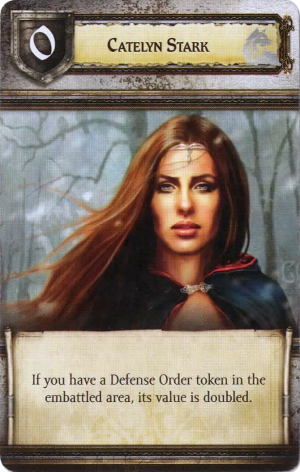 0
CATELYN STARK
If you have a Defense Order token in the
embattled area, its value is doubled.